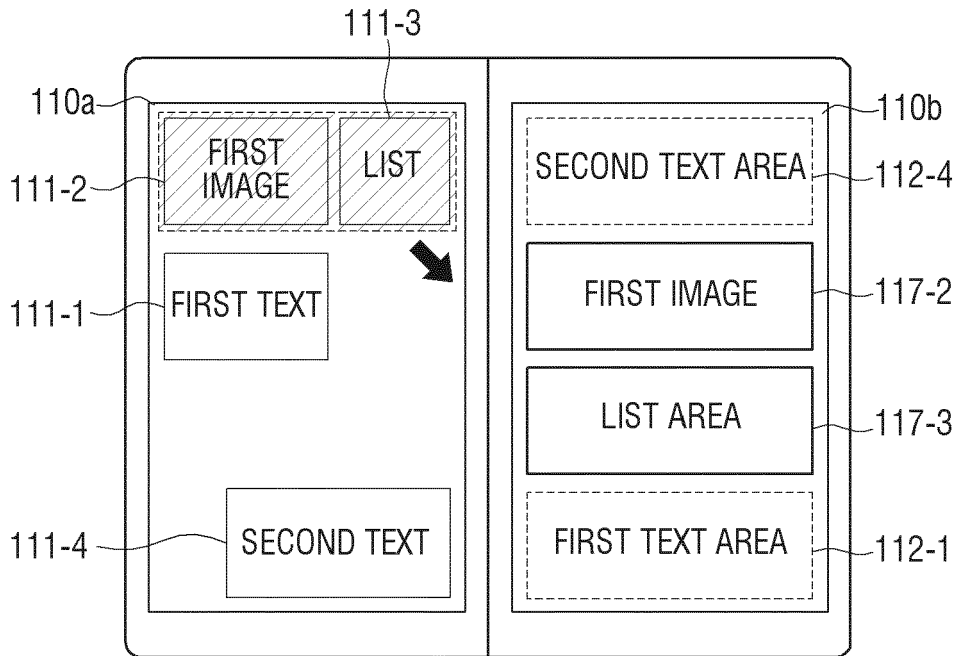 111-3
110a
110b
FIRST
IMAGE
LIST
SECOND TEXT AREA
111-2
112-4
FIRST TEXT
111-1
FIRST IMAGE
117-2
LIST AREA
117-3
SECOND TEXT
111-4
FIRST TEXT AREA
112-1